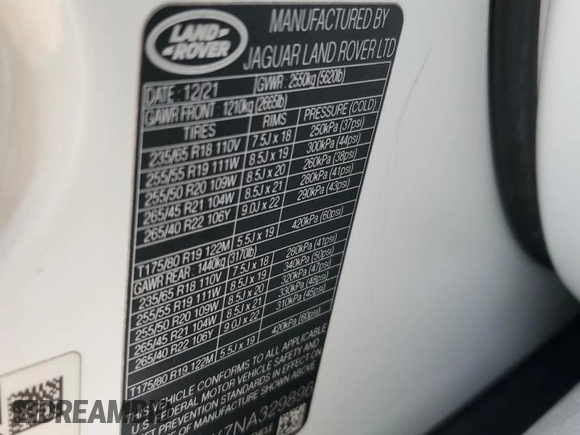 LAND
ROVER
MANUFACTURED BY
JAGUAR LAND ROVER LTD
DATE : 12/21 GVWR : 2550kg (5620lb)
GAWR FRONT : 1210kg (2665lb)
TIRES RIMS PRESSURE (COLD)
235/65 R18 110V 7.5J x 18 250kPa (37psi)
255/55 R19 111W 8.5J x 19 300kPa (44psi)
255/50 R20 109W 8.5J x 20 260kPa (38psi)
265/45 R21 104W 8.5J x 21 280kPa (41psi)
265/40 R22 106Y 9.0J x 22 290kPa (43psi)
T175/80 R19 122M 5.5J x 19 420kPa (60psi)
GAWR REAR: 1440kg (3170lb)
235/65 R18 110V 7.5J x 18 280kPa (41psi)
255/55 R19 111W 8.5J x 19 340kPa (50psi)
255/50 R20 109W 8.5J x 20 320kPa (47psi)
265/45 R21 104W 8.5J x 21 330kPa (48psi)
265/40 R22 106Y 9.0J x 22 310kPa (45psi)
T175/80 R19 122M 5.5J x 19 420kPa (60psi)
THIS VEHICLE CONFORMS TO ALL APPLICABLE
U.S. FEDERAL MOTOR VEHICLE SAFETY AND
THEFT PREVENTION STANDARDS IN EFFECT
OF MANUFACTURE SHOWN ABOVE
7NA329896
DREAM